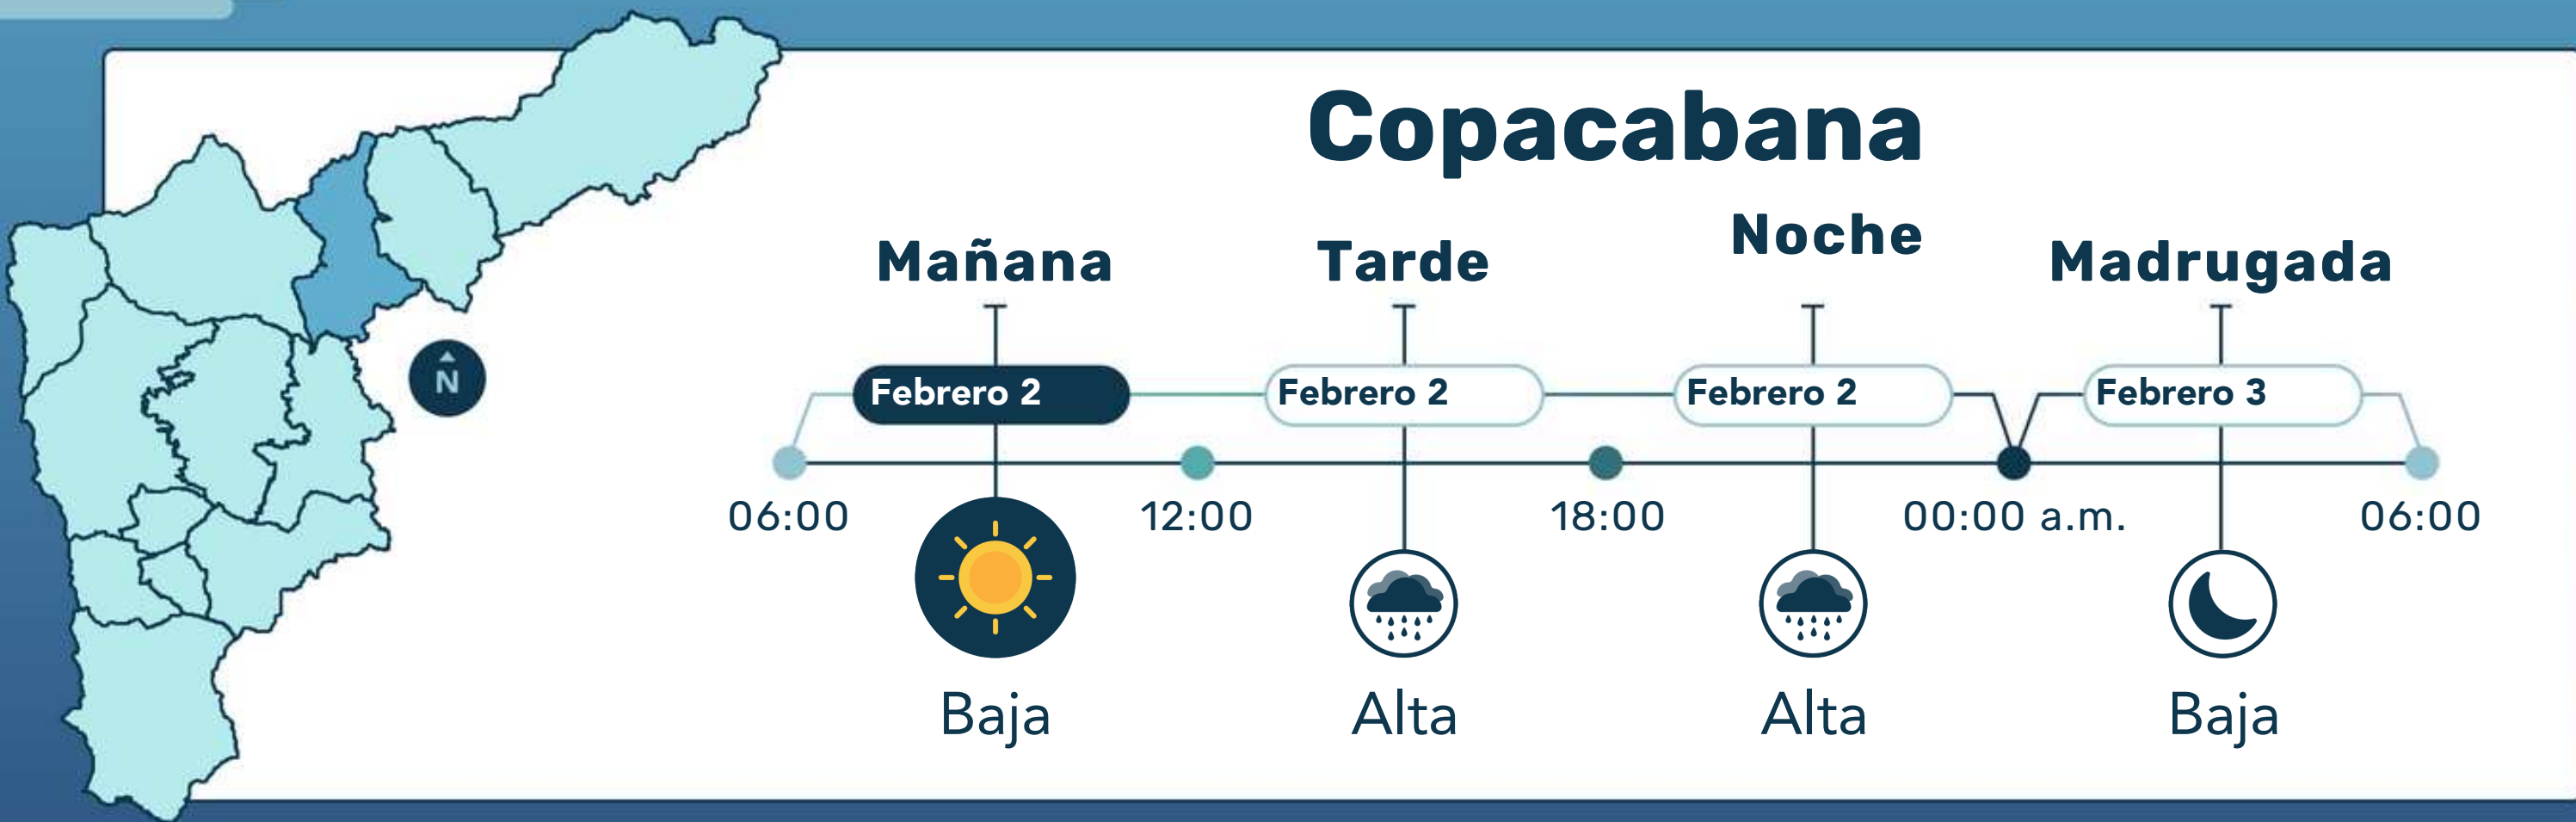 Copacabana
Mañana
Tarde
Noche
Madrugada
Febrero 2
Febrero 2
Febrero 2
Febrero 3
N
06:00
12:00
18:00
00:00 a.m.
06:00
Baja
Alta
Alta
Baja